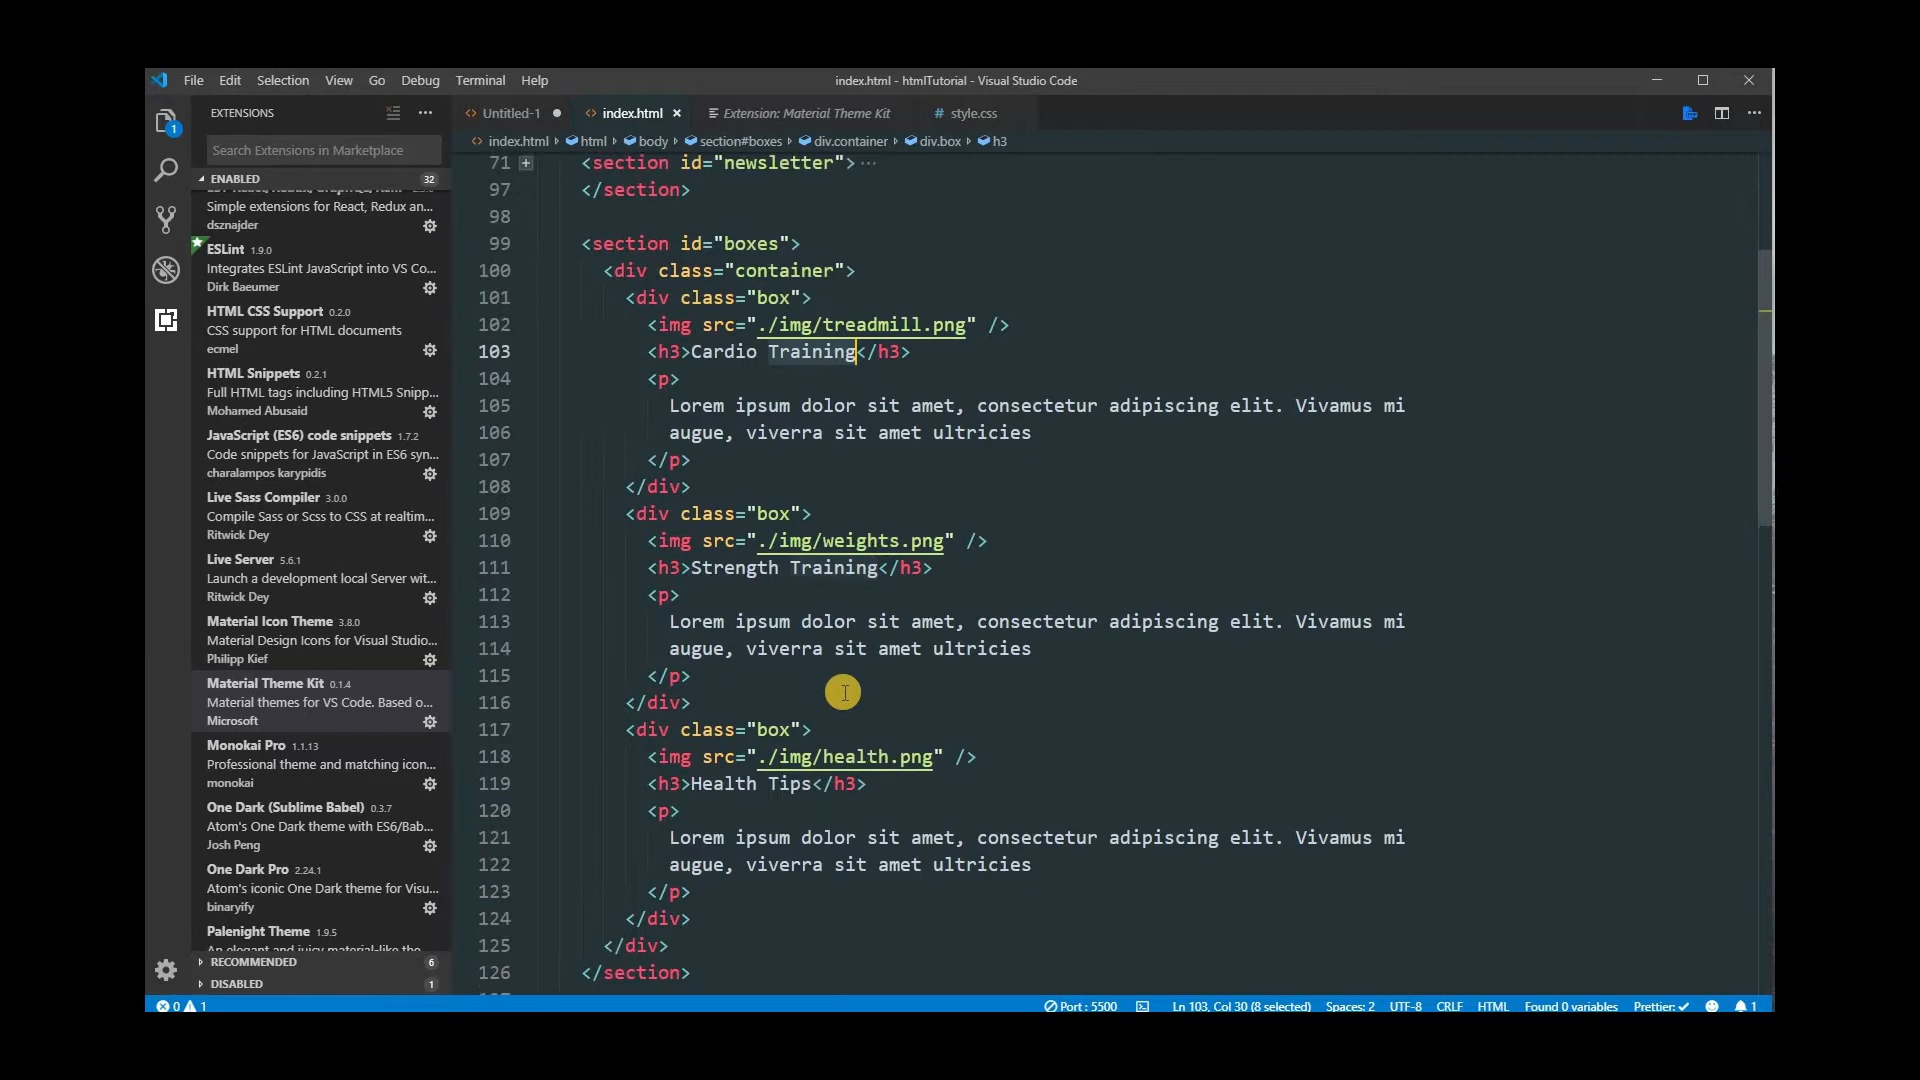 File Edit Selection View Go Debug Terminal Help
index.html - htmlTutorial - Visual Studio Code
EXTENSIONS
Untitled-1
index.html
Extension: Material Theme Kit
# style.css
Search Extensions in Marketplace
index.html > html > body > section#boxes > div.container > div.box > h3
ENABLED 32
Simple extensions for React, Redux an...
dsznajder
ESLint 1.9.0
Integrates ESLint JavaScript into VS Co...
Dirk Baeumer
HTML CSS Support 0.2.0
CSS support for HTML documents
ecmel
HTML Snippets 0.2.1
Full HTML tags including HTML5 Snipp...
Mohamed Abusaid
JavaScript (ES6) code snippets 1.7.2
Code snippets for JavaScript in ES6 syn...
charalampos karypidis
Live Sass Compiler 3.0.0
Compile Sass or Scss to CSS at realtim...
Ritwick Dey
Live Server 5.6.1
Launch a development local Server wit...
Ritwick Dey
Material Icon Theme 3.8.0
Material Design Icons for Visual Studio...
Philipp Kief
Material Theme Kit 0.1.4
Material themes for VS Code. Based o...
Microsoft
Monokai Pro 1.1.13
Professional theme and matching icon...
monokai
One Dark (Sublime Babel) 0.3.7
Atom's One Dark theme with ES6/Bab...
Josh Peng
One Dark Pro 2.24.1
Atom's iconic One Dark theme for Visu...
binaryify
Palenight Theme 1.9.5
An elegant and juicy material-like the...
RECOMMENDED 6
DISABLED 1
71 <section id="newsletter">...
97 </section>
98
99 <section id="boxes">
100 <div class="container">
101 <div class="box">
102 <img src="./img/treadmill.png" />
103 <h3>Cardio Training</h3>
104 <p>
105 Lorem ipsum dolor sit amet, consectetur adipiscing elit. Vivamus mi
106 augue, viverra sit amet ultricies
107 </p>
108 </div>
109 <div class="box">
110 <img src="./img/weights.png" />
111 <h3>Strength Training</h3>
112 <p>
113 Lorem ipsum dolor sit amet, consectetur adipiscing elit. Vivamus mi
114 augue, viverra sit amet ultricies
115 </p>
116 </div>
117 <div class="box">
118 <img src="./img/health.png" />
119 <h3>Health Tips</h3>
120 <p>
121 Lorem ipsum dolor sit amet, consectetur adipiscing elit. Vivamus mi
122 augue, viverra sit amet ultricies
123 </p>
124 </div>
125 </div>
126 </section>
0 1 Port : 5500 Ln 103, Col 30 (8 selected) Spaces: 2 UTF-8 CRLF HTML Found 0 variables Prettier: ✓ 1